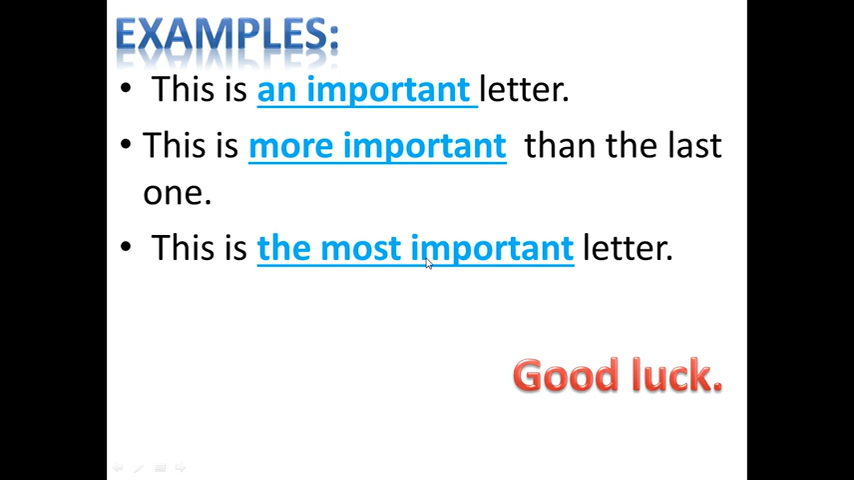 EXAMPLES:
• This is an important letter.
• This is more important than the last
one.
• This is the most important letter.
Good luck.